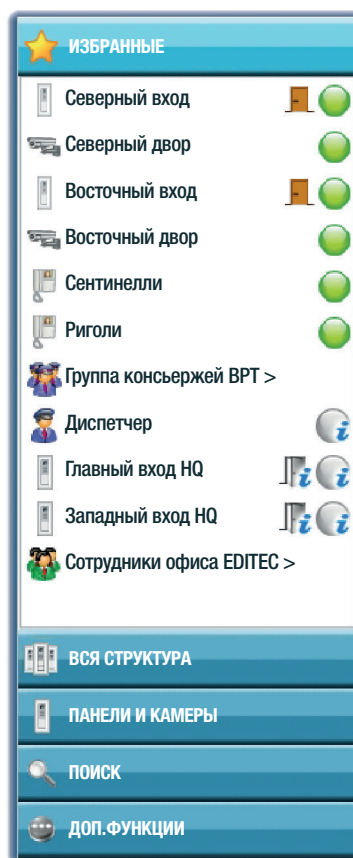 ИЗБРАННЫЕ
Северный вход
Северный двор
Восточный вход
Восточный двор
Сентинелли
Риголи
Группа консьержей BPT >
Диспетчер
Главный вход HQ
Западный вход HQ
Сотрудники офиса EDITEC >
ВСЯ СТРУКТУРА
ПАНЕЛИ И КАМЕРЫ
ПОИСК
ДОП.ФУНКЦИИ